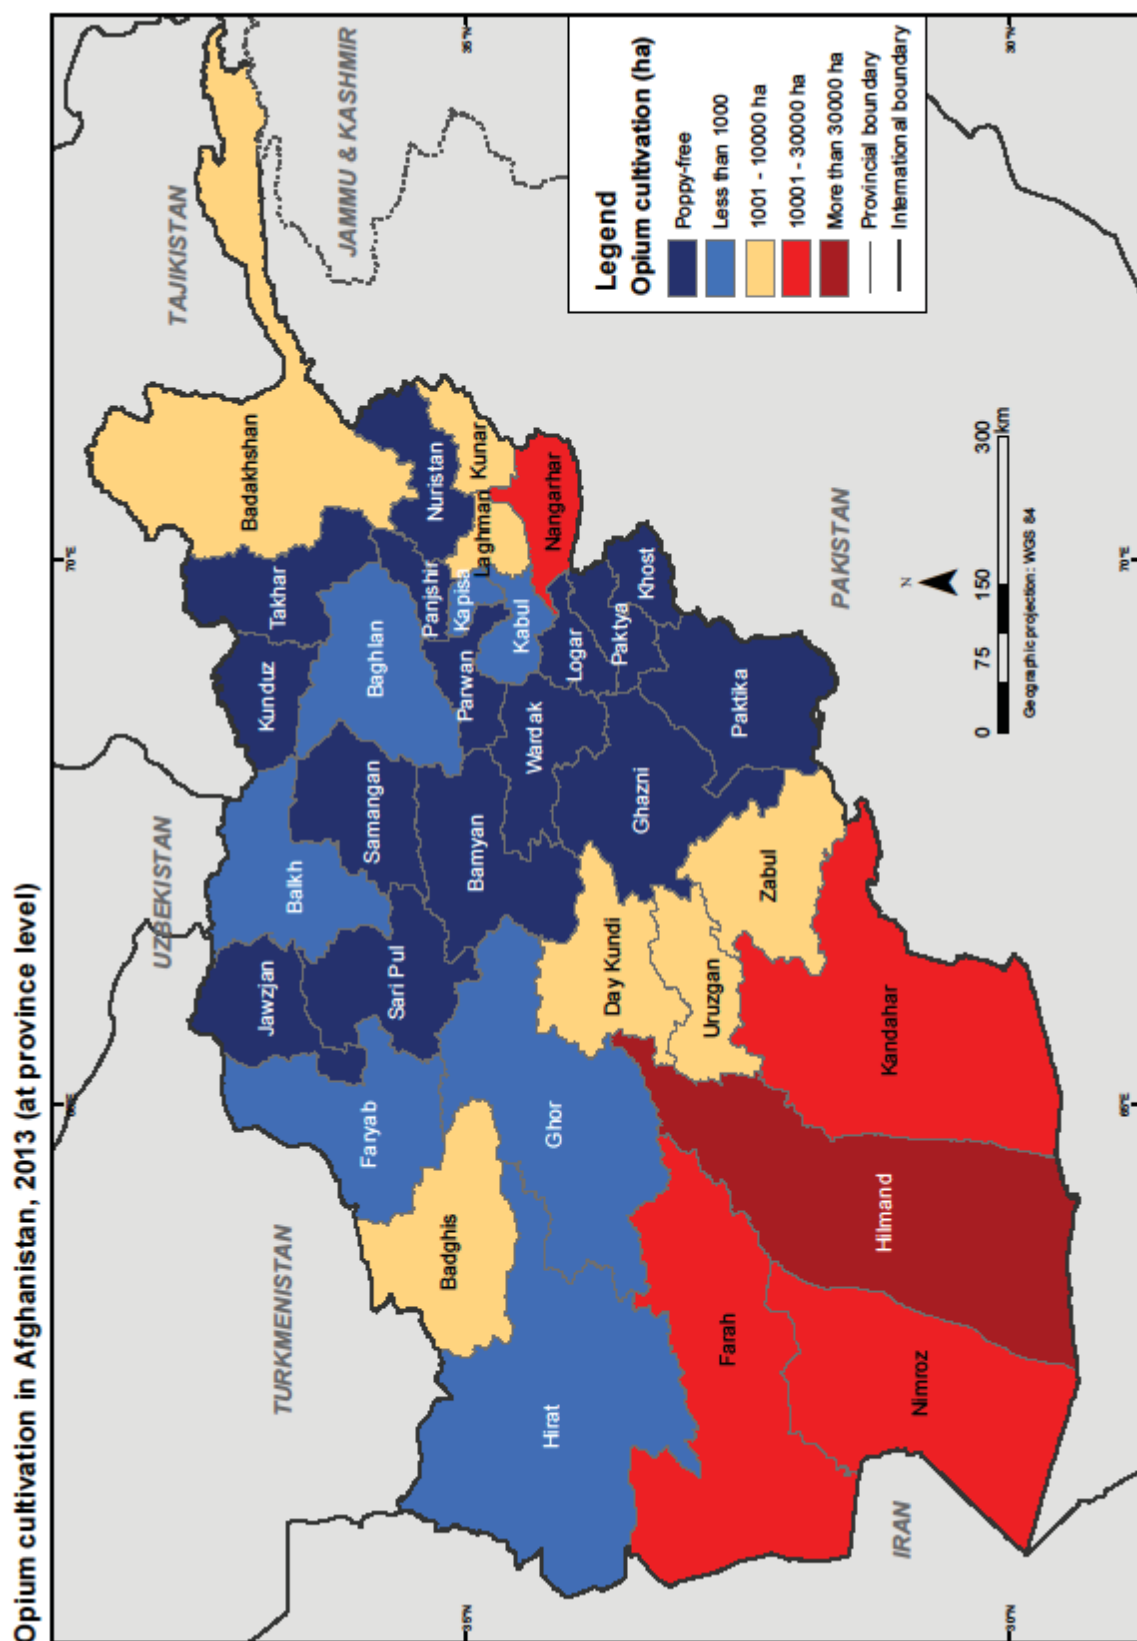 Opium cultivation in Afghanistan, 2013 (at province level)
70°E
UZBEKISTAN
TAJIKISTAN
TURKMENISTAN
JAMMU & KASHMIR
35°N
35°N
Badakhshan
Takhar
Kunduz
Balkh
Jawzjan
Baghlan
Samangan
Sari Pul
Faryab
Badghis
Nuristan
Kunar
Laghman
Panjshir
Kapisa
Parwan
Bamyan
Kabul
Nangarhar
Wardak
Logar
Ghor
Hirat
Paktya
Khost
Ghazni
Day Kundi
Paktika
Zabul
Uruzgan
Farah
Kandahar
Hilmand
Nimroz
PAKISTAN
IRAN
Legend
Opium cultivation (ha)
Poppy-free
Less than 1000
1001 - 10000 ha
10001 - 30000 ha
More than 30000 ha
Provincial boundary
International boundary
N
0 75 150 300
km
Geographic projection: WGS 84
30°N
30°N
65°E
70°E